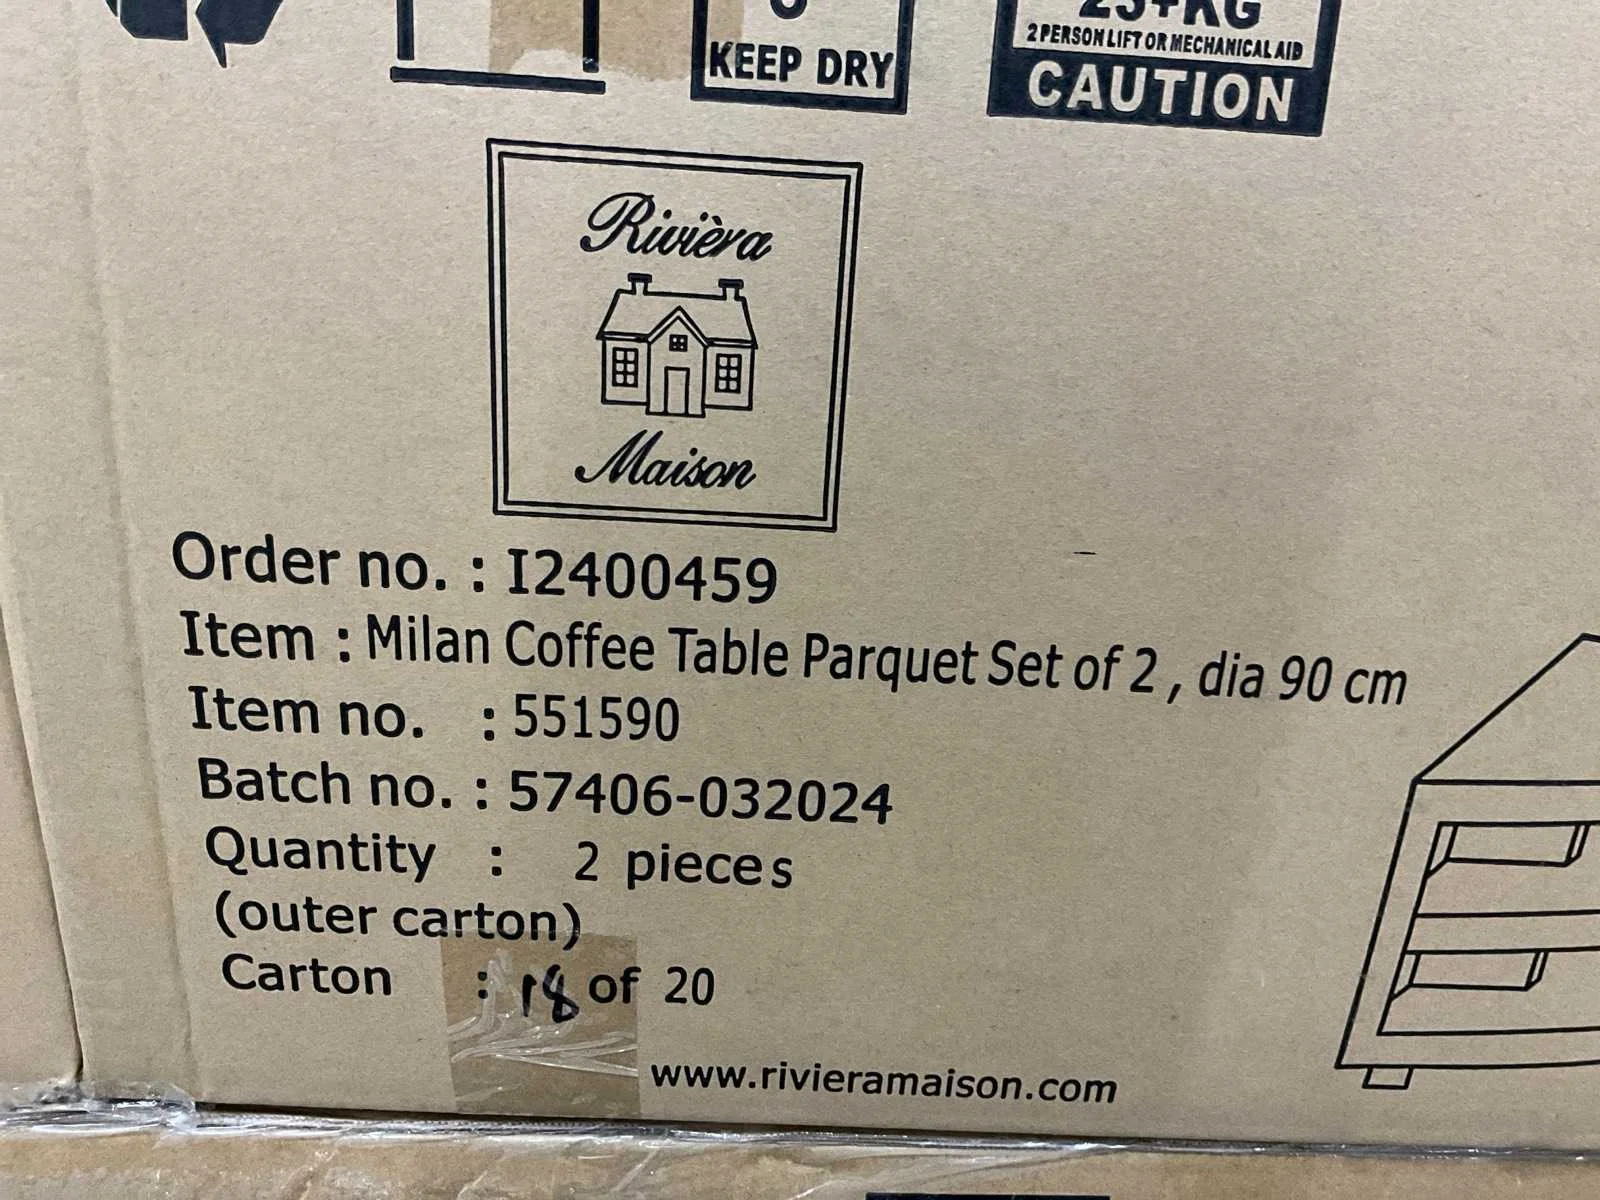 KEEP DRY
25+KG
2 PERSON LIFT OR MECHANICAL AID
CAUTION
Rivièra
Maison
Order no. : I2400459
Item : Milan Coffee Table Parquet Set of 2 , dia 90 cm
Item no. : 551590
Batch no. : 57406-032024
Quantity : 2 pieces
(outer carton)
Carton : 18 of 20
www.rivieramaison.com